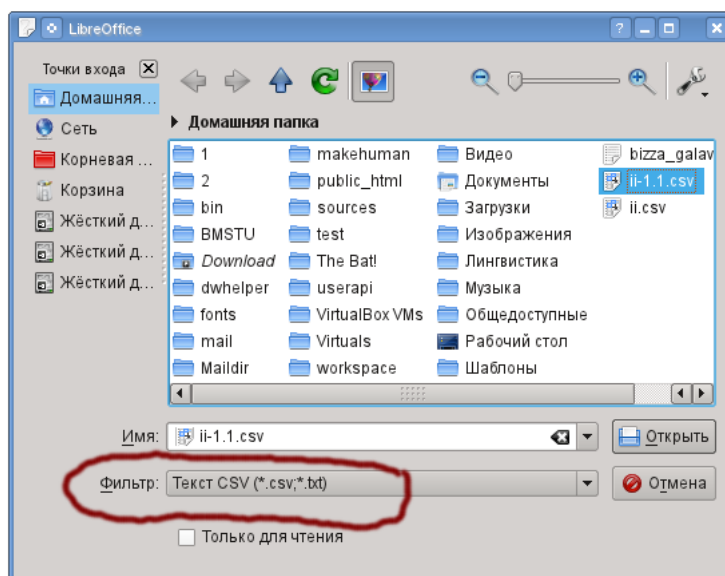 LibreOffice
Точки входа
Домашняя...
Сеть
Корневая ...
Корзина
Жёсткий д...
Жёсткий д...
Жёсткий д...
Домашняя папка
1
2
bin
BMSTU
Download
dwhelper
fonts
mail
Maildir
makehuman
public_html
sources
test
The Bat!
userapi
VirtualBox VMs
Virtuals
workspace
Видео
Документы
Загрузки
Изображения
Лингвистика
Музыка
Общедоступные
Рабочий стол
Шаблоны
bizza_galav
ii-1.1.csv
ii.csv
Имя: ii-1.1.csv
Открыть
Фильтр: Текст CSV (*.csv;*.txt)
Отмена
Только для чтения